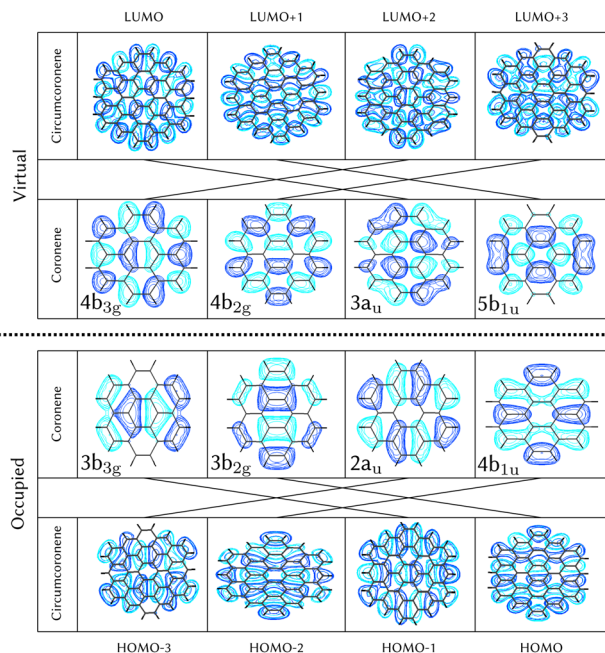 LUMO LUMO+1 LUMO+2 LUMO+3
Virtual
Circumcoronene
Coronene
4b3g 4b2g 3au 5b1u
Occupied
Coronene
3b3g 3b2g 2au 4b1u
Circumcoronene
HOMO-3 HOMO-2 HOMO-1 HOMO